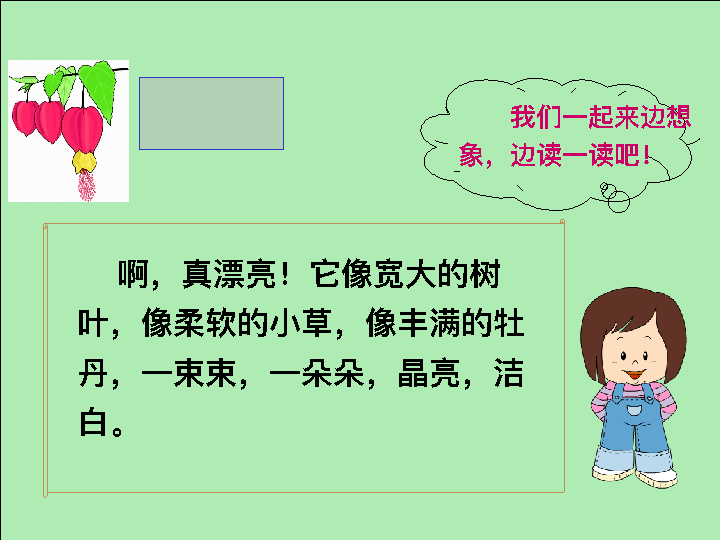 我们一起来边想
象，边读一读吧！
啊，真漂亮！它像宽大的树
叶，像柔软的小草，像丰满的牡
丹，一束束，一朵朵，晶亮，洁
白。